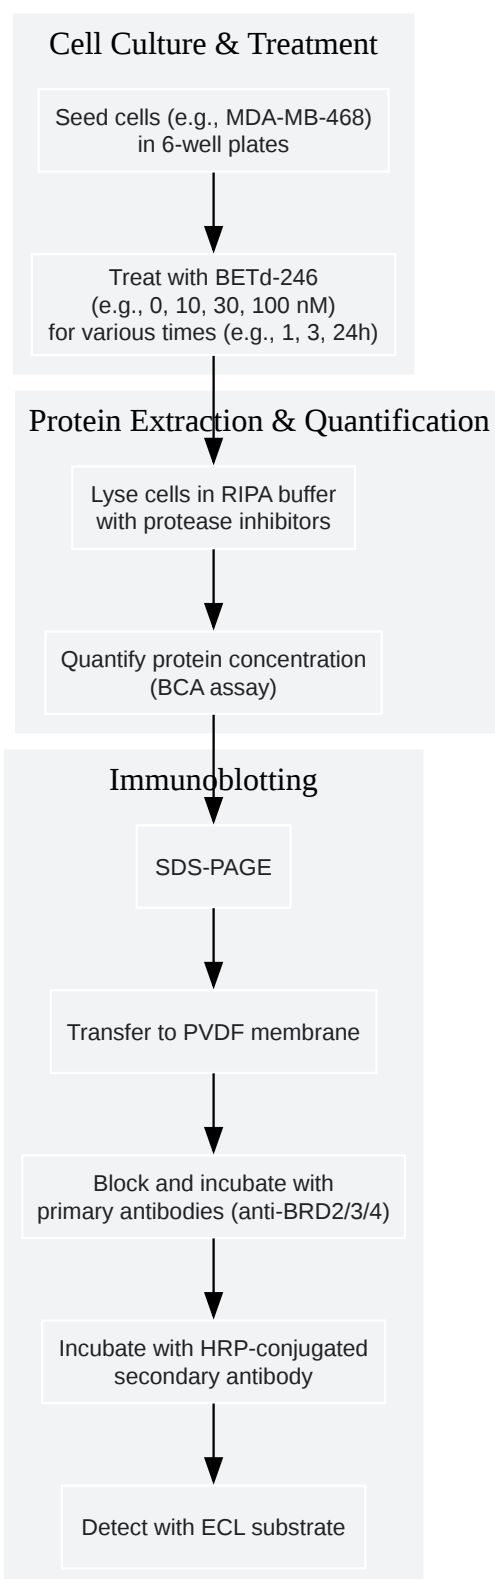 Cell Culture & Treatment
Seed cells (e.g., MDA-MB-468)
in 6-well plates
Treat with BETd-246
(e.g., 0, 10, 30, 100 nM)
for various times (e.g., 1, 3, 24h)
Protein Extraction & Quantification
Lyse cells in RIPA buffer
with protease inhibitors
Quantify protein concentration
(BCA assay)
Immunoblotting
SDS-PAGE
Transfer to PVDF membrane
Block and incubate with
primary antibodies (anti-BRD2/3/4)
Incubate with HRP-conjugated
secondary antibody
Detect with ECL substrate